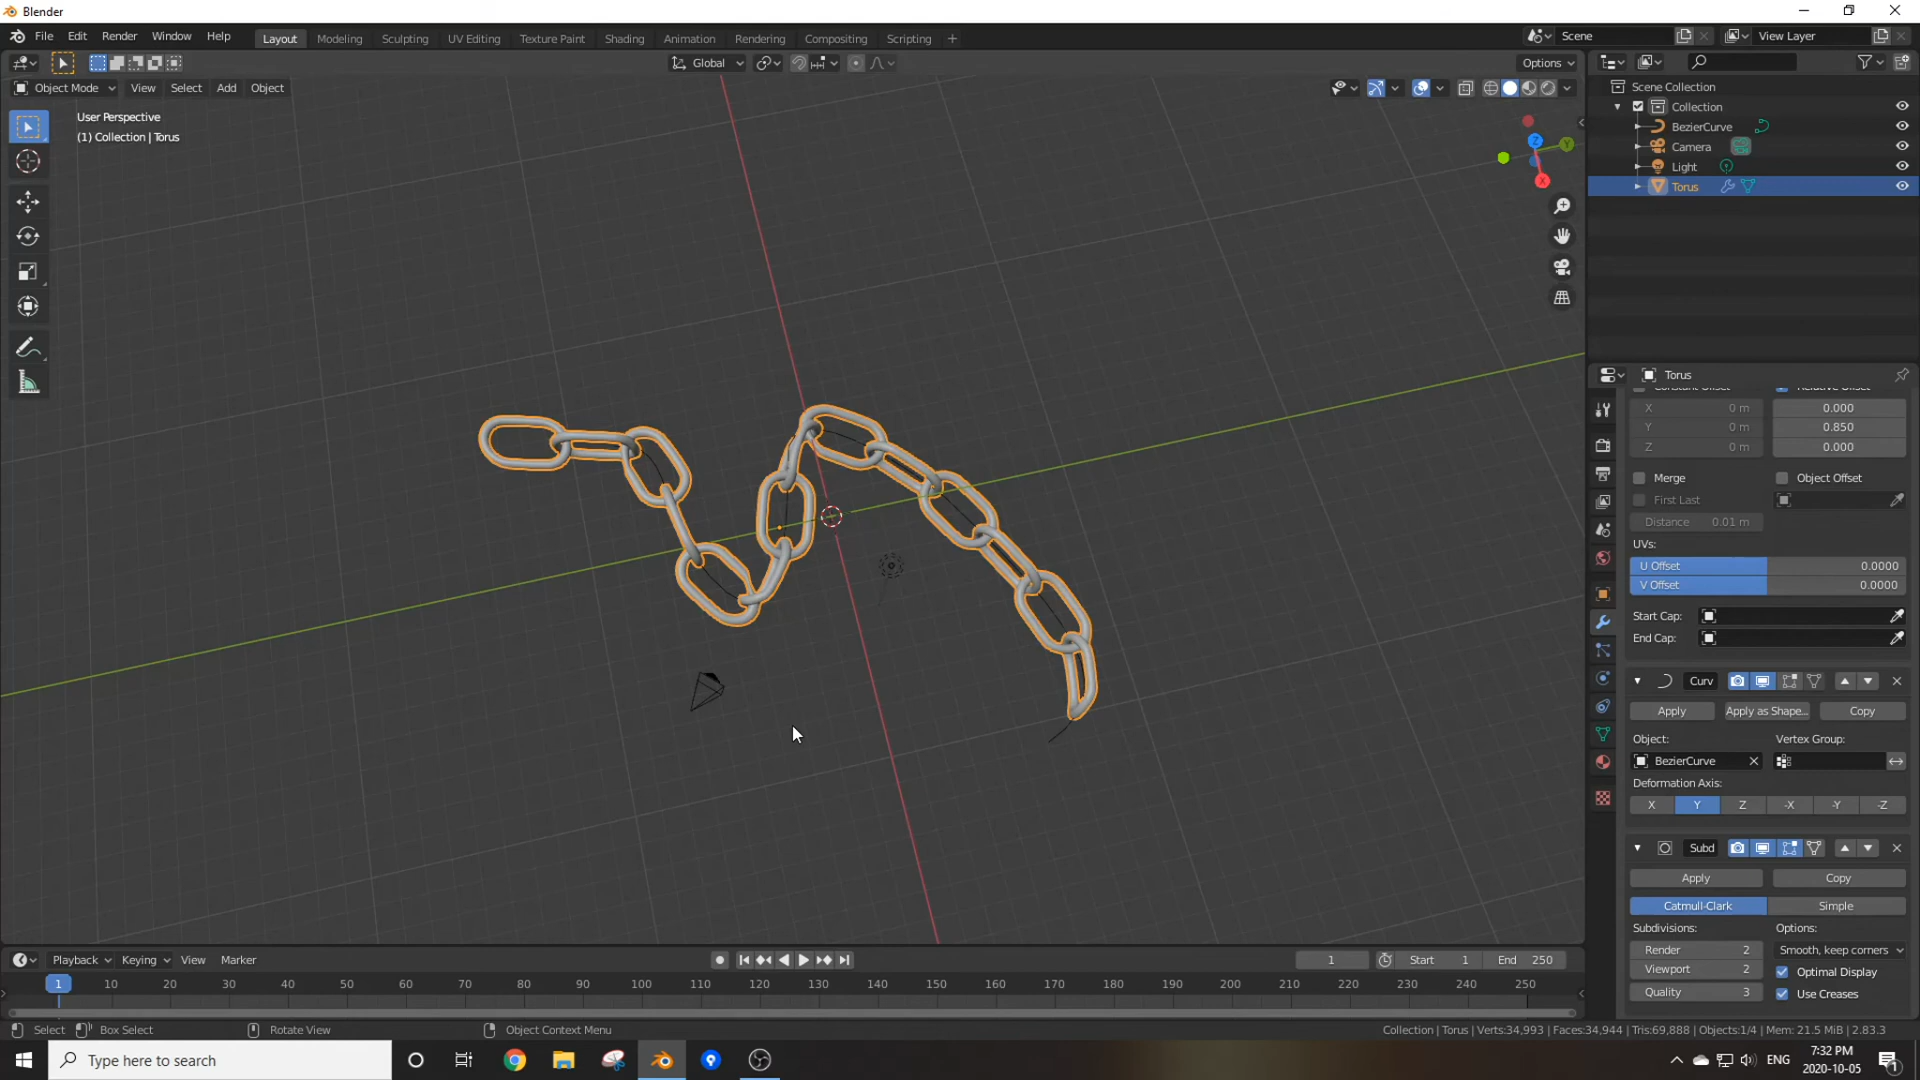 Blender
File Edit Render Window Help
Layout Modeling Sculpting UV Editing Texture Paint Shading Animation Rendering Compositing Scripting +
Scene
View Layer
Global
Options
Object Mode View Select Add Object
User Perspective
(1) Collection | Torus
Z
Y
X
Scene Collection
Collection
BezierCurve
Camera
Light
Torus
Torus
Constant Offset Relative Offset
X 0 m 0.000
Y 0 m 0.850
Z 0 m 0.000
Merge Object Offset
First Last
Distance 0.01 m
UVs:
U Offset 0.0000
V Offset 0.0000
Start Cap:
End Cap:
Curv
Apply Apply as Shape... Copy
Object: Vertex Group:
BezierCurve
Deformation Axis:
X Y Z -X -Y -Z
Subd
Apply Copy
Catmull-Clark Simple
Subdivisions: Options:
Render 2 Smooth, keep corners
Viewport 2 Optimal Display
Quality 3 Use Creases
Playback Keying View Marker
1 Start 1 End 250
1 10 20 30 40 50 60 70 80 90 100 110 120 130 140 150 160 170 180 190 200 210 220 230 240 250
Select Box Select Rotate View Object Context Menu
Collection | Torus | Verts:34,993 | Faces:34,944 | Tris:69,888 | Objects:1/4 | Mem: 21.5 MiB | 2.83.3
Type here to search
ENG
7:32 PM
2020-10-05
1